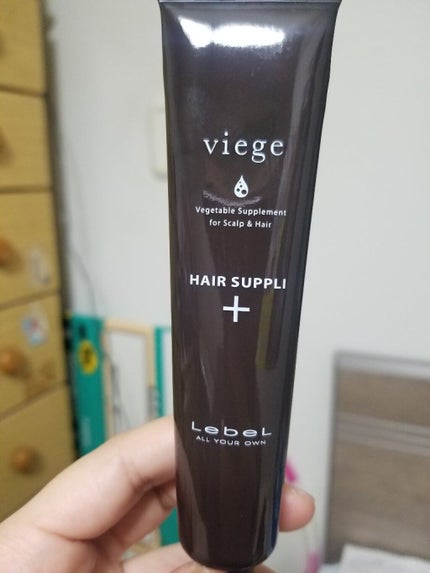 viege
Vegetable Supplement
for Scalp & Hair
HAIR SUPPLI
+
LebeL
ALL YOUR OWN